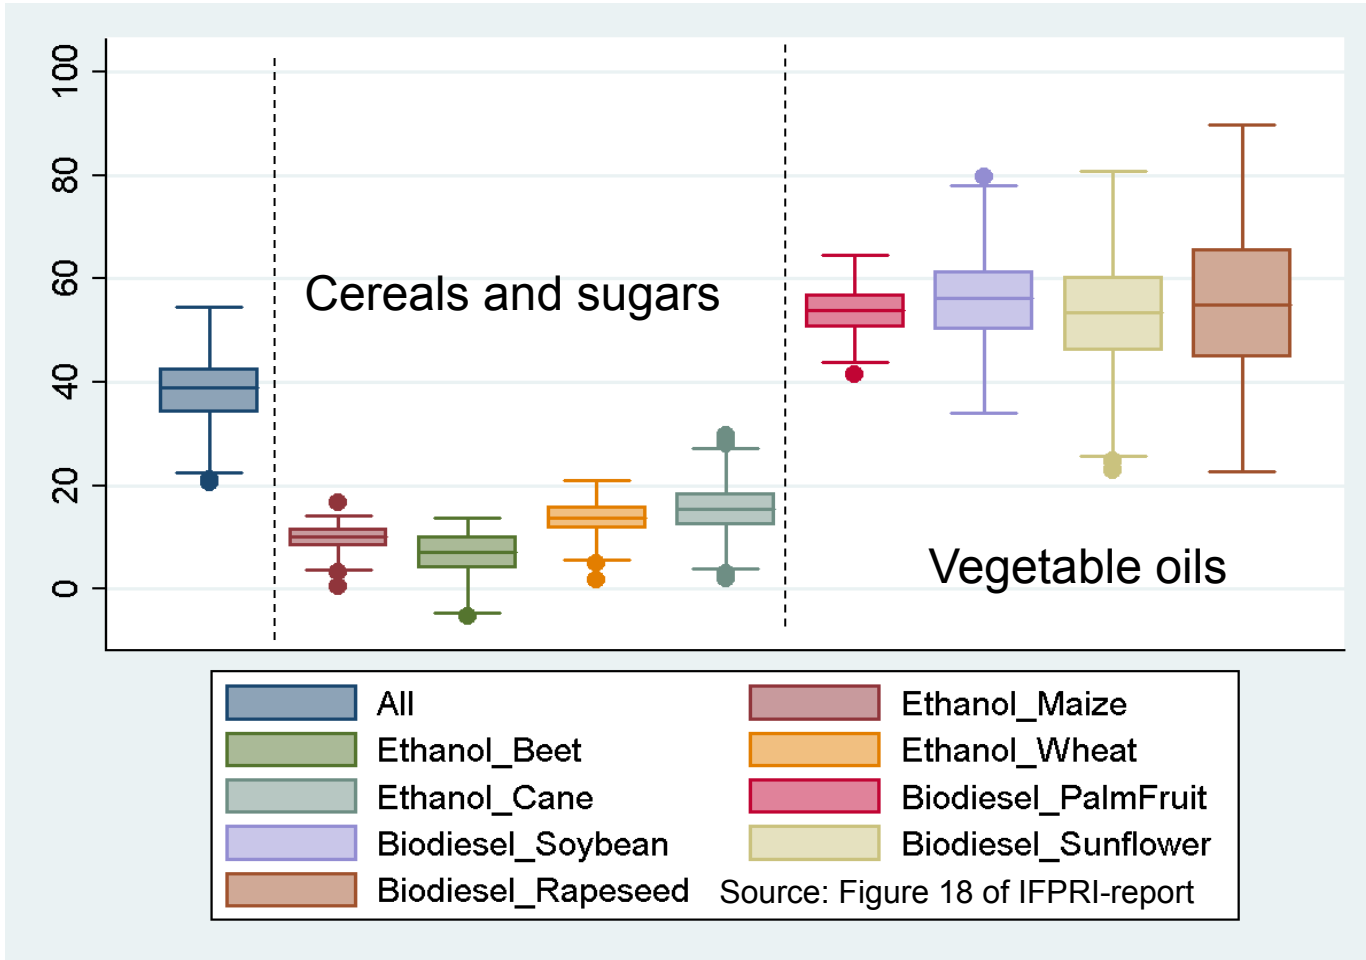 100
80
60
40
20
0
Cereals and sugars
Vegetable oils
All
Ethanol_Maize
Ethanol_Beet
Ethanol_Wheat
Ethanol_Cane
Biodiesel_PalmFruit
Biodiesel_Soybean
Biodiesel_Sunflower
Biodiesel_Rapeseed
Source: Figure 18 of IFPRI-report